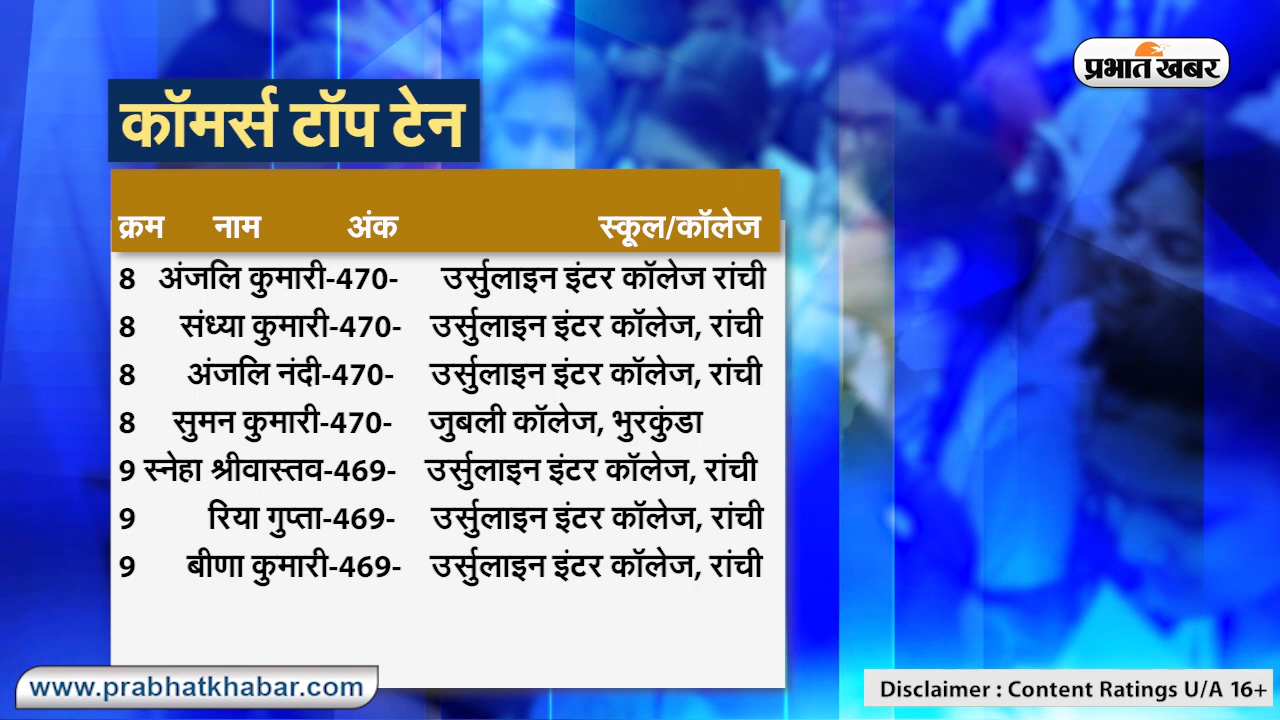 प्रभात खबर
कॉमर्स टॉप टेन
क्रम नाम अंक स्कूल/कॉलेज
8 अंजलि कुमारी-470- उर्सुलाइन इंटर कॉलेज रांची
8 संध्या कुमारी-470- उर्सुलाइन इंटर कॉलेज, रांची
8 अंजलि नंदी-470- उर्सुलाइन इंटर कॉलेज, रांची
8 सुमन कुमारी-470- जुबली कॉलेज, भुरकुंडा
9 स्नेहा श्रीवास्तव-469- उर्सुलाइन इंटर कॉलेज, रांची
9 रिया गुप्ता-469- उर्सुलाइन इंटर कॉलेज, रांची
9 बीणा कुमारी-469- उर्सुलाइन इंटर कॉलेज, रांची
www.prabhatkhabar.com
Disclaimer : Content Ratings U/A 16+